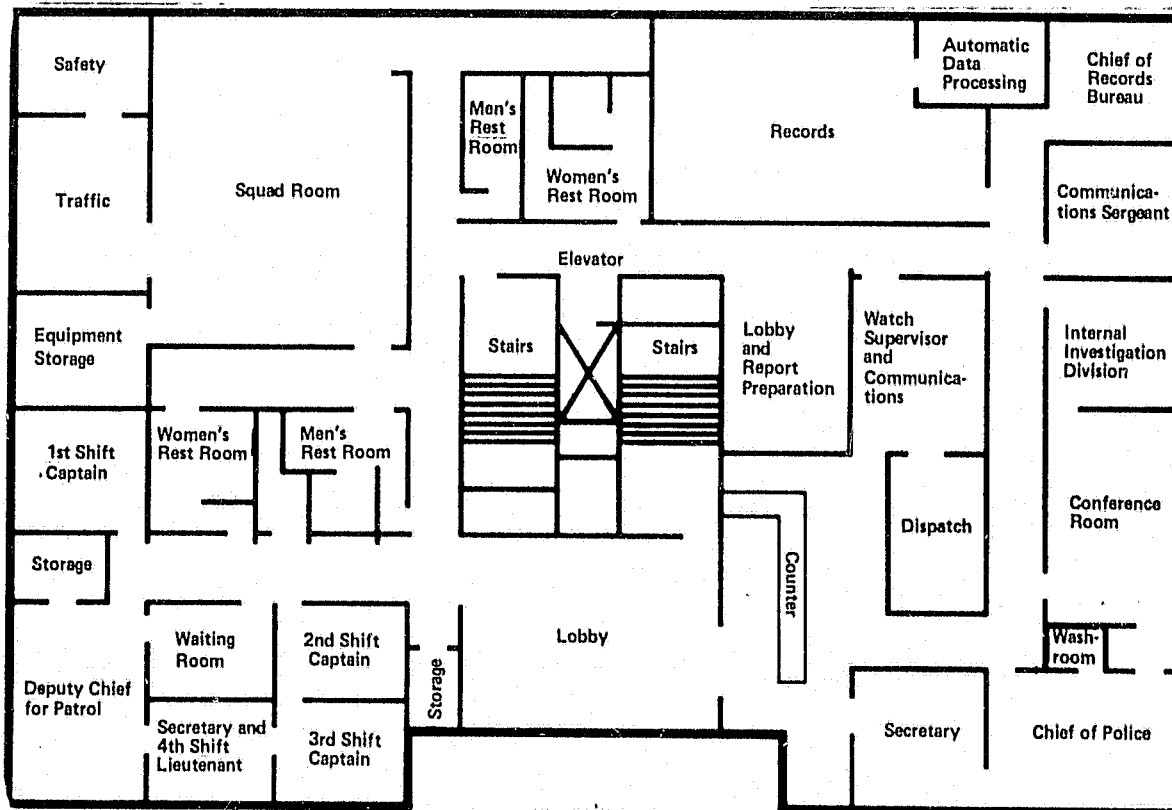 Safety
Automatic
Data
Processing
Chief of
Records
Bureau
Men's
Rest
Room
Records
Women's
Rest Room
Squad Room
Traffic
Communica-
tions Sergeant
Elevator
Equipment
Storage
Stairs
Stairs
Lobby
and
Report
Preparation
Watch
Supervisor
and
Communica-
tions
Internal
Investigation
Division
1st Shift
Captain
Women's
Rest Room
Men's
Rest Room
Conference
Room
Dispatch
Storage
Counter
Waiting
Room
2nd Shift
Captain
Lobby
Wash-
room
Deputy Chief
for Patrol
Storage
Secretary and
4th Shift
Lieutenant
3rd Shift
Captain
Secretary
Chief of Police